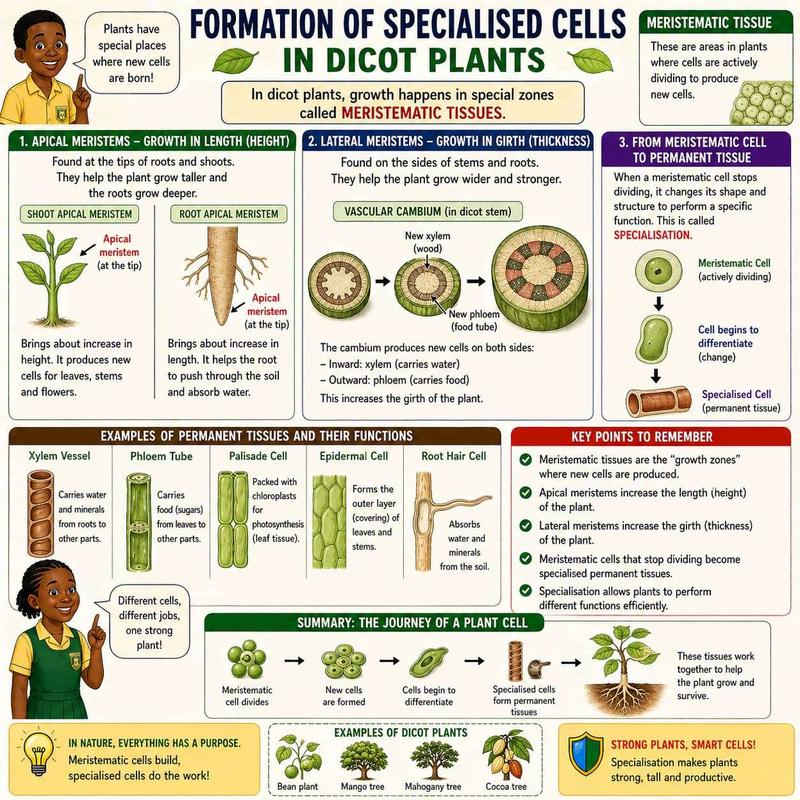 Plants have
special places
where new cells
are born!
FORMATION OF SPECIALISED CELLS
IN DICOT PLANTS
In dicot plants, growth happens in special zones
called MERISTEMATIC TISSUES.
MERISTEMATIC TISSUE
These are areas in plants
where cells are actively
dividing to produce
new cells.
1. APICAL MERISTEMS – GROWTH IN LENGTH (HEIGHT)
Found at the tips of roots and shoots.
They help the plant grow taller and
the roots grow deeper.
SHOOT APICAL MERISTEM
Apical
meristem
(at the tip)
Brings about increase in
height. It produces new
cells for leaves, stems
and flowers.
ROOT APICAL MERISTEM
Apical
meristem
(at the tip)
Brings about increase in
length. It helps the root
to push through the soil
and absorb water.
2. LATERAL MERISTEMS – GROWTH IN GIRTH (THICKNESS)
Found on the sides of stems and roots.
They help the plant grow wider and stronger.
VASCULAR CAMBIUM (in dicot stem)
New xylem
(wood)
New phloem
(food tube)
The cambium produces new cells on both sides:
– Inward: xylem (carries water)
– Outward: phloem (carries food)
This increases the girth of the plant.
3. FROM MERISTEMATIC CELL
TO PERMANENT TISSUE
When a meristematic cell stops
dividing, it changes its shape and
structure to perform a specific
function. This is called
SPECIALISATION.
Meristematic Cell
(actively dividing)
Cell begins to
differentiate
(change)
Specialised Cell
(permanent tissue)
EXAMPLES OF PERMANENT TISSUES AND THEIR FUNCTIONS
Xylem Vessel
Carries water
and minerals
from roots to
other parts.
Phloem Tube
Carries
food (sugars)
from leaves to
other parts.
Palisade Cell
Packed with
chloroplasts
for
photosynthesis
(leaf tissue).
Epidermal Cell
Forms the
outer layer
(covering) of
leaves and
stems.
Root Hair Cell
Absorbs
water and
minerals
from the soil.
KEY POINTS TO REMEMBER
Meristematic tissues are the "growth zones"
where new cells are produced.
Apical meristems increase the length (height)
of the plant.
Lateral meristems increase the girth (thickness)
of the plant.
Meristematic cells that stop dividing become
specialised permanent tissues.
Specialisation allows plants to perform
different functions efficiently.
Different cells,
different jobs,
one strong
plant!
SUMMARY: THE JOURNEY OF A PLANT CELL
Meristematic
cell divides
New cells
are formed
Cells begin to
differentiate
Specialised cells
form permanent
tissues
These tissues work
together to help
the plant grow and
survive.
IN NATURE, EVERYTHING HAS A PURPOSE.
Meristematic cells build,
specialised cells do the work!
EXAMPLES OF DICOT PLANTS
Bean plant
Mango tree
Mahogany tree
Cocoa tree
STRONG PLANTS, SMART CELLS!
Specialisation makes plants
strong, tall and productive.